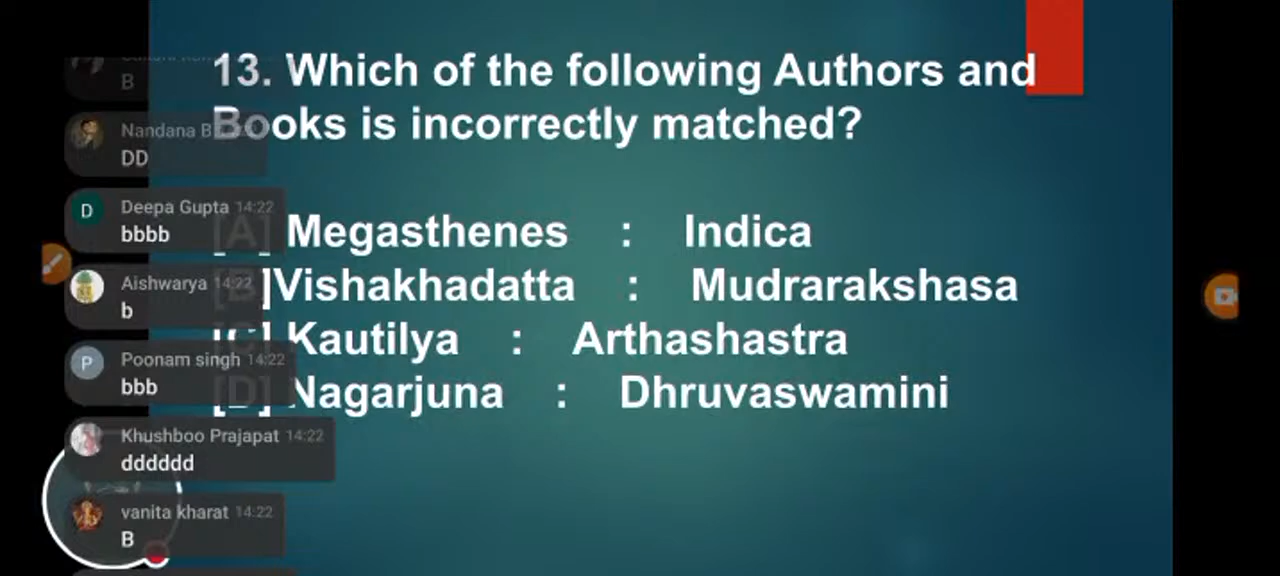 13. Which of the following Authors and
Books is incorrectly matched?
B
Nandana B
DD
Deepa Gupta 14:22
bbbb
[A] Megasthenes : Indica
Aishwarya 14:22
b
[B]Vishakhadatta : Mudrarakshasa
[C] Kautilya : Arthashastra
Poonam singh 14:22
bbb
[D] Nagarjuna : Dhruvaswamini
Khushboo Prajapat 14:22
dddddd
vanita kharat 14:22
B